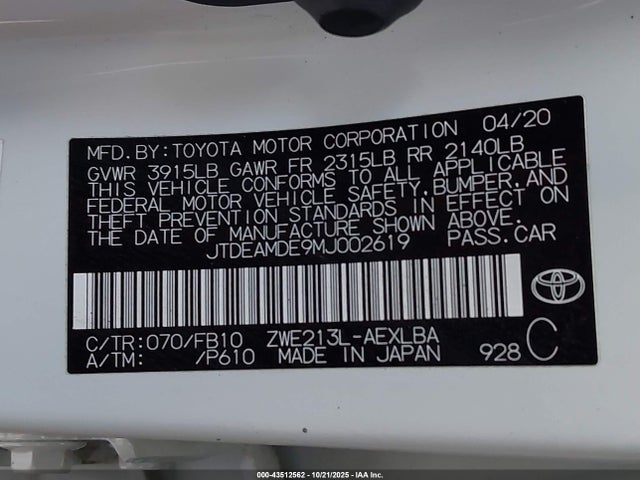 MFD. BY: TOYOTA MOTOR CORPORATION 04/20
GVWR 3915LB GAWR FR 2315LB RR 2140LB
THIS VEHICLE CONFORMS TO ALL APPLICABLE
FEDERAL MOTOR VEHICLE SAFETY, BUMPER, AND
THEFT PREVENTION STANDARDS IN EFFECT ON
THE DATE OF MANUFACTURE SHOWN ABOVE.
JTDEAMDE9MJ002619 PASS. CAR
C/TR: 070/FB10 ZWE213L-AEXLBA
A/TM: /P610 MADE IN JAPAN 928 C
000-43512562 - 10/21/2025 - IAA Inc.